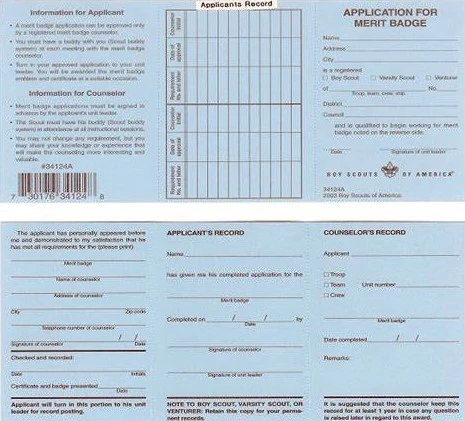 Information for Applicant
• A merit badge application can be approved only
by a registered merit badge counselor.
• You must have a buddy with you (Scout buddy
system) at each meeting with the merit badge
counselor.
• Turn in your approved application to your unit
leader. You will be awarded the merit badge
emblem and certificate at a suitable occasion.
Information for Counselor
• Merit badge applications must be signed in
advance by the applicant's unit leader.
• The Scout must have his buddy (Scout buddy
system) in attendance at all instructional sessions.
• You may not change any requirement, but you
may share your knowledge or experience that
will make the counseling more interesting and
valuable.
#34124A
7 30176 34124 8
Applicants Record
Counselor Initial
Date of approval
Requirement No. and letter
Counselor Initial
Date of approval
Requirement No. and letter
APPLICATION FOR
MERIT BADGE
Name
Address
City
is a registered
□ Boy Scout □ Varsity Scout □ Venturer
of No.
Troop, team, crew, ship
District
Council
and is qualified to begin working for merit
badge noted on the reverse side.
Date Signature of unit leader
BOY SCOUTS OF AMERICA®
34124A
2003 Boy Scouts of America
The applicant has personally appeared before
me and demonstrated to my satisfaction that he
has met all requirements for the (please print)
Merit badge
Name of counselor
Address of counselor
City Zip code
Telephone number of counselor
/ /
Signature of counselor Date
Checked and recorded:
Date Initials
Certificate and badge presented
Date
Applicant will turn in this portion to his unit
leader for record posting.
APPLICANT'S RECORD
Name
has given me his completed application for the
Merit badge
Completed on / / by
Date
Signature of counselor
Signature of unit leader
NOTE TO BOY SCOUT, VARSITY SCOUT, OR
VENTURER: Retain this copy for your perma-
nent records.
COUNSELOR'S RECORD
Applicant
□ Troop
□ Team Unit number
□ Crew
Merit badge
Date completed / /
Remarks:
It is suggested that the counselor keep this
record for at least 1 year in case any question
is raised later in regard to this award.